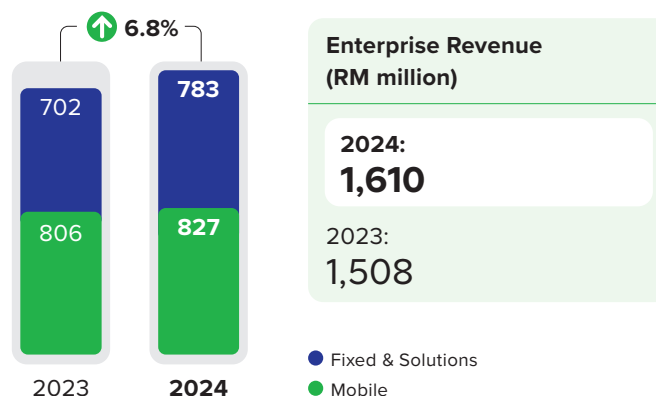 6.8%
702
806
2023
783
827
2024
Enterprise Revenue
(RM million)
2024:
1,610
2023:
1,508
Fixed & Solutions
Mobile